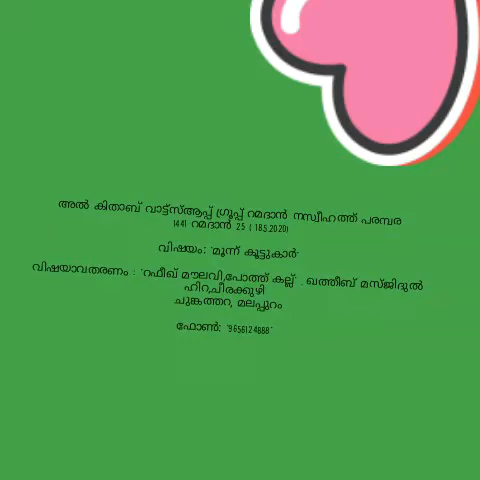 അൽ കിതാബ് വാട്ട്സ്ആപ്പ് ഗ്രൂപ്പ് റമദാൻ നസ്വീഹത്ത് പരമ്പര
1441 റമദാൻ 25 ( 18.5.2020)
വിഷയം: "മൂന്ന് കൂട്ടുകാർ"
വിഷയാവതരണം : "റഫീഖ് മൗലവി,പോത്ത് കല്ല്" . ഖത്തീബ് മസ്ജിദുൽ
ഹിറ,ചീരക്കുഴി
ചുങ്കത്തറ, മലപ്പുറം
ഫോൺ: "9656124888"